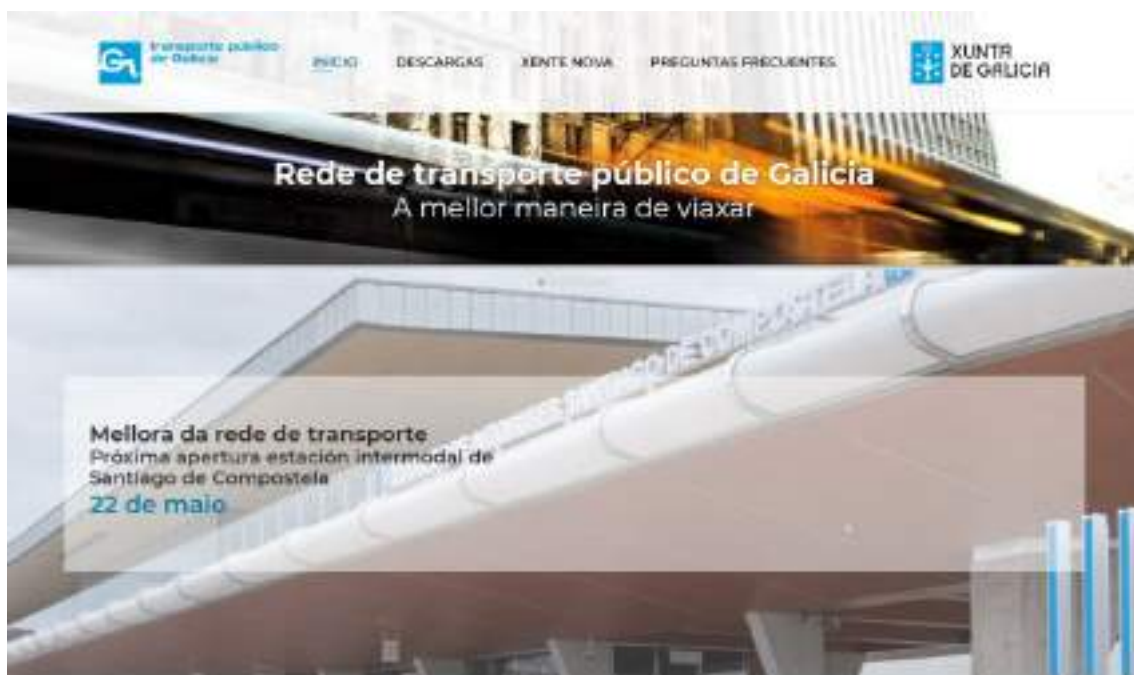 transporte público
de Galicia
INICIO
DESCARGAS
XENTE NOVA
PREGUNTAS FRECUENTES
XUNTA
DE GALICIA
Rede de transporte público de Galicia
A mellor maneira de viaxar
Mellora da rede de transporte
Próxima apertura estación intermodal de
Santiago de Compostela
22 de maio